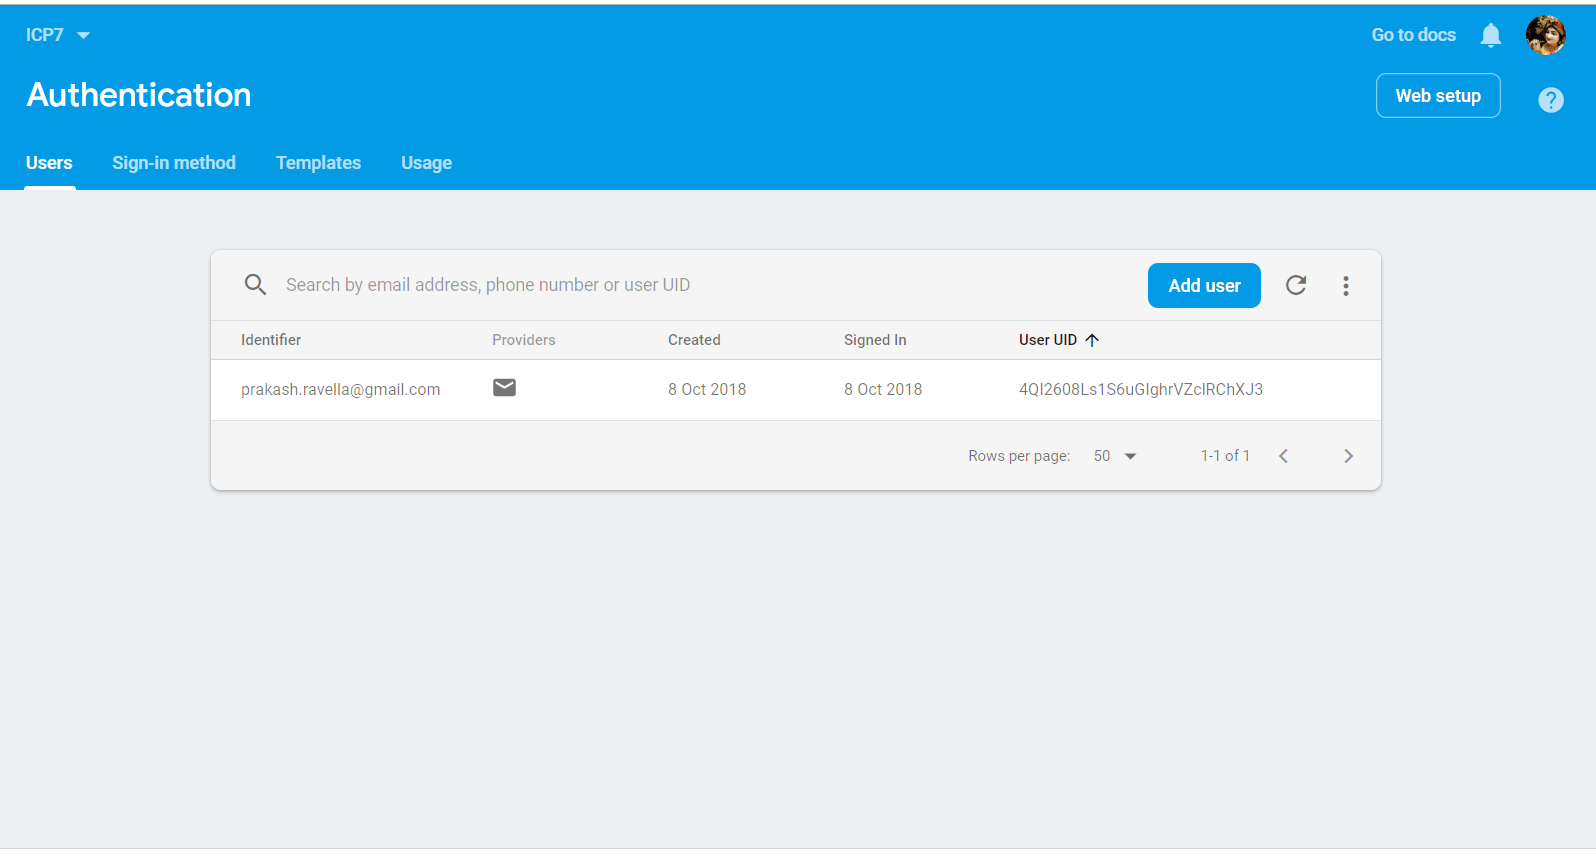 ICP7
Go to docs
Authentication
Web setup
?
Users Sign-in method Templates Usage
Search by email address, phone number or user UID
Add user
Identifier Providers Created Signed In User UID
prakash.ravella@gmail.com 8 Oct 2018 8 Oct 2018 4QI2608Ls1S6uGIghrVZclRChXJ3
Rows per page: 50 1-1 of 1